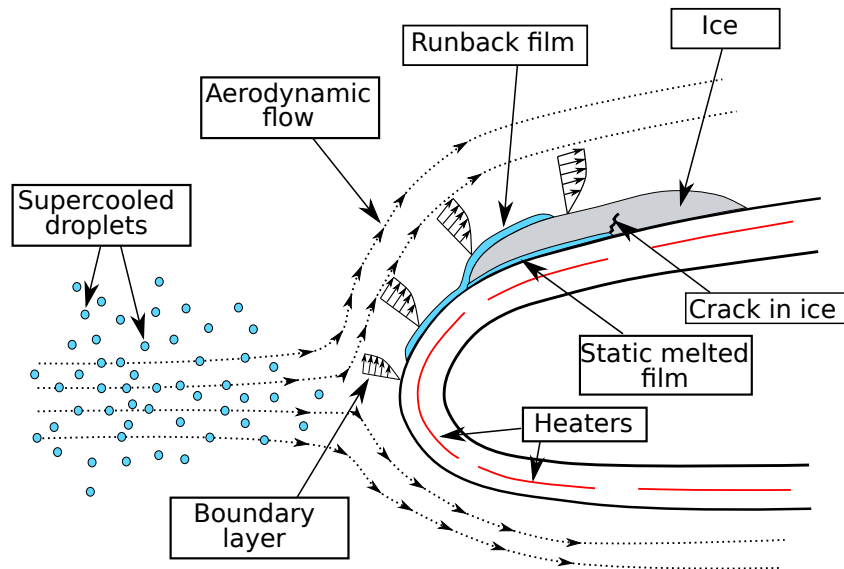 Ice
Runback film
Aerodynamic
flow
Supercooled
droplets
Crack in ice
Static melted
film
Heaters
Boundary
layer